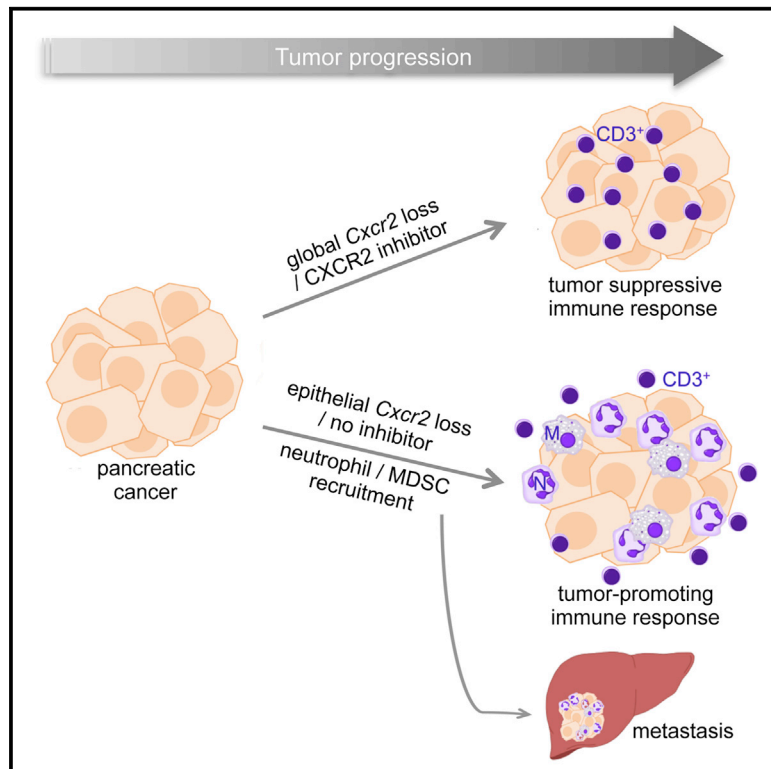 Tumor progression
CD3+
global Cxcr2 loss
/ CXCR2 inhibitor
tumor suppressive
immune response
pancreatic
cancer
epithelial Cxcr2 loss
/ no inhibitor
neutrophil / MDSC
recruitment
CD3+
M
N
tumor-promoting
immune response
metastasis